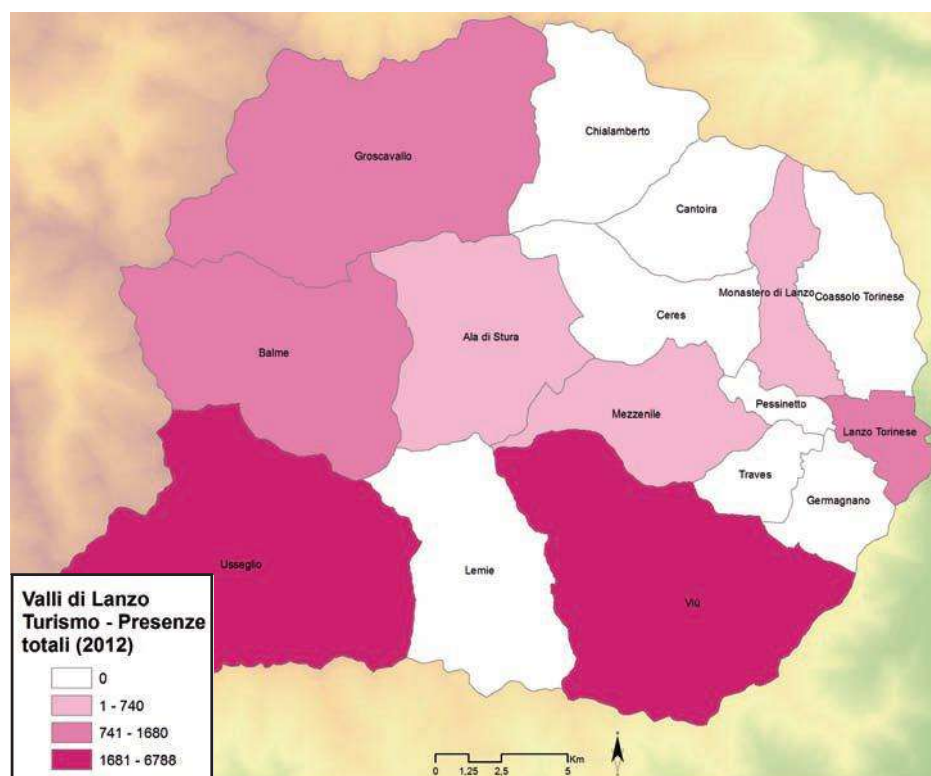 Chialamberto
Groscavallo
Cantoira
Monastero di Lanzo
Coassolo Torinese
Ceres
Ala di Stura
Balme
Pessinetto
Mezzenile
Lanzo Torinese
Traves
Germagnano
Usseglio
Lemie
Viù
Valli di Lanzo
Turismo - Presenze
totali (2012)
0
1 - 740
741 - 1680
1681 - 6788
Km
0 1,25 2,5 5